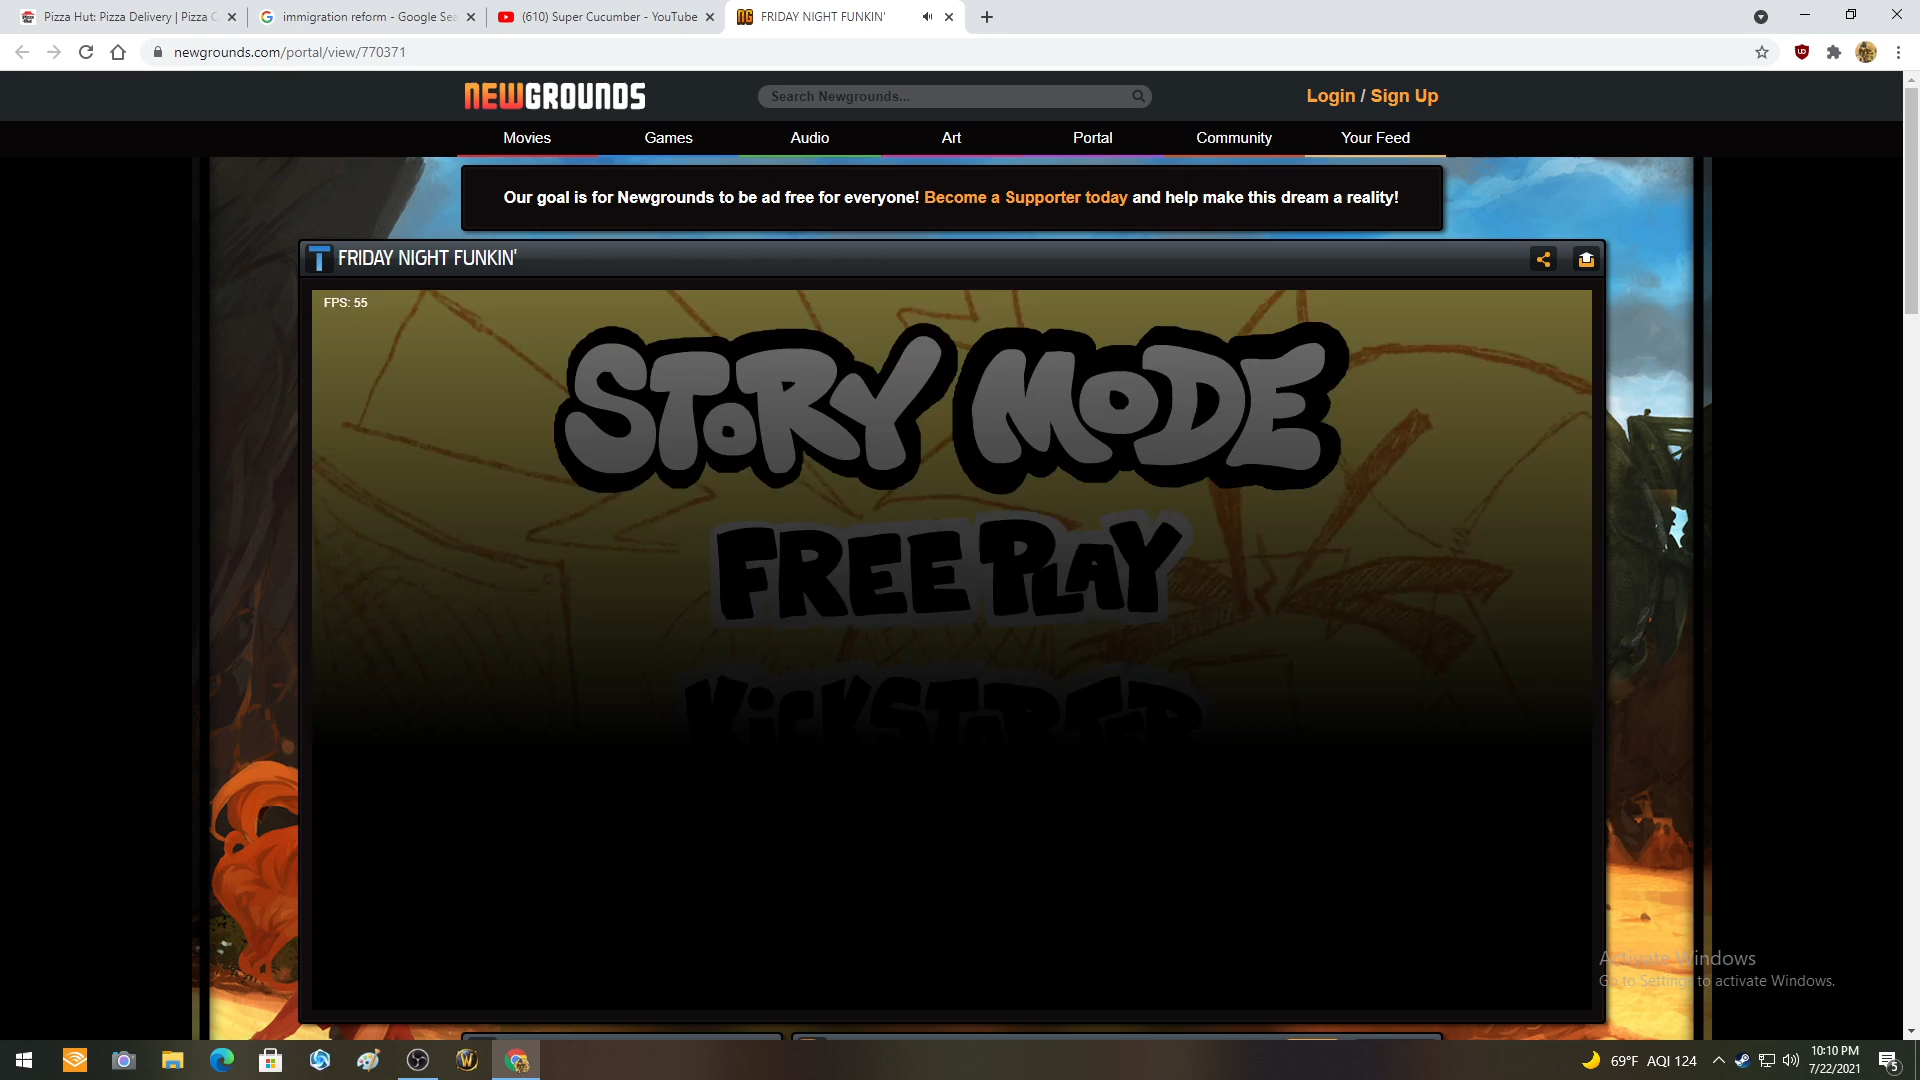 Pizza Hut: Pizza Delivery | Pizza C
immigration reform - Google Sea
(610) Super Cucumber - YouTube
FRIDAY NIGHT FUNKIN'
newgrounds.com/portal/view/770371
NEWGROUNDS
Search Newgrounds...
Login / Sign Up
Movies
Games
Audio
Art
Portal
Community
Your Feed
Our goal is for Newgrounds to be ad free for everyone! Become a Supporter today and help make this dream a reality!
T FRIDAY NIGHT FUNKIN'
FPS: 55
STORY MODE
FREEPLAY
KICKSTARTER
Activate Windows
Go to Settings to activate Windows.
69°F AQI 124
10:10 PM
7/22/2021
5